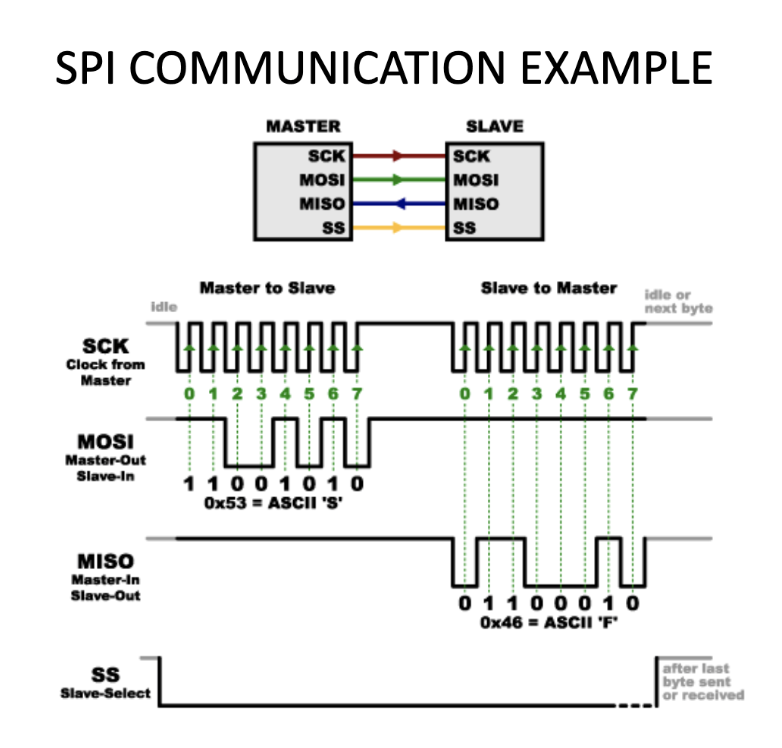 SPI COMMUNICATION EXAMPLE
MASTER SLAVE
SCK SCK
MOSI MOSI
MISO MISO
SS SS
Master to Slave Slave to Master
idle idle or
next byte
SCK
Clock from
Master
0 1 2 3 4 5 6 7 0 1 2 3 4 5 6 7
MOSI
Master-Out
Slave-In
1 1 0 0 1 0 1 0
0x53 = ASCII 'S'
MISO
Master-In
Slave-Out
0 1 1 0 0 0 1 0
0x46 = ASCII 'F'
SS
Slave-Select
after last
byte sent
or received